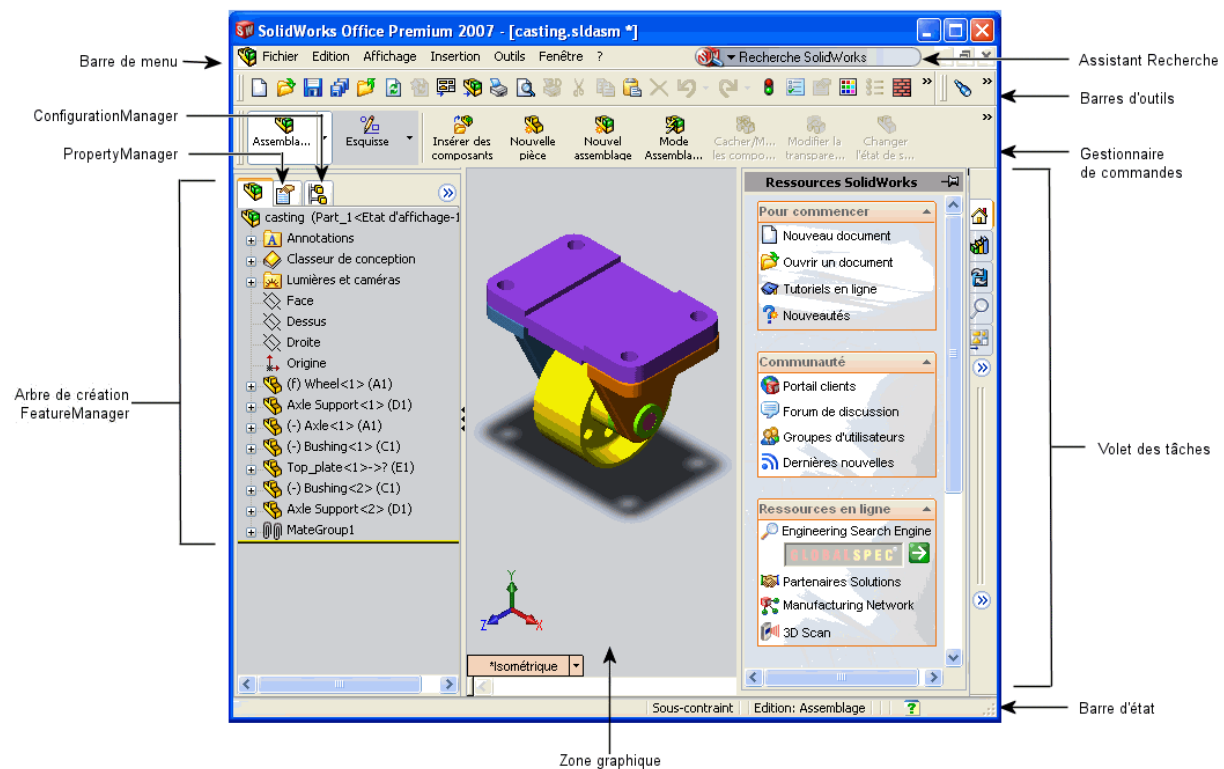 SolidWorks Office Premium 2007 - [casting.sldasm *]
Barre de menu
Fichier Edition Affichage Insertion Outils Fenêtre ?
Recherche SolidWorks
Assistant Recherche
Barres d'outils
ConfigurationManager
PropertyManager
Assembla...
Esquisse
Insérer des
composants
Nouvelle
pièce
Nouvel
assemblage
Mode
Assembla...
Cacher/M...
les compo...
Modifier la
transpare...
Changer
l'état de s...
Gestionnaire
de commandes
casting (Part_1<Etat d'affichage-1
Annotations
Classeur de conception
Lumières et caméras
Face
Dessus
Droite
Origine
(f) Wheel<1> (A1)
Axle Support<1> (D1)
(-) Axle<1> (A1)
(-) Bushing<1> (C1)
Top_plate<1>->? (E1)
(-) Bushing<2> (C1)
Axle Support<2> (D1)
MateGroup1
Arbre de création
FeatureManager
Y
Z
X
*Isométrique
Ressources SolidWorks
Pour commencer
Nouveau document
Ouvrir un document
Tutoriels en ligne
Nouveautés
Communauté
Portail clients
Forum de discussion
Groupes d'utilisateurs
Dernières nouvelles
Ressources en ligne
Engineering Search Engine
GLOBALSPEC
Partenaires Solutions
Manufacturing Network
3D Scan
Volet des tâches
Sous-contraint
Edition: Assemblage
?
Barre d'état
Zone graphique